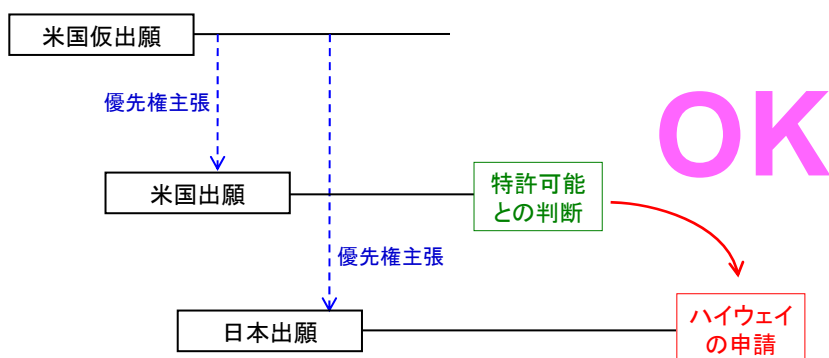 米国仮出願
優先権主張
OK
米国出願
特許可能
との判断
優先権主張
日本出願
ハイウェイ
の申請